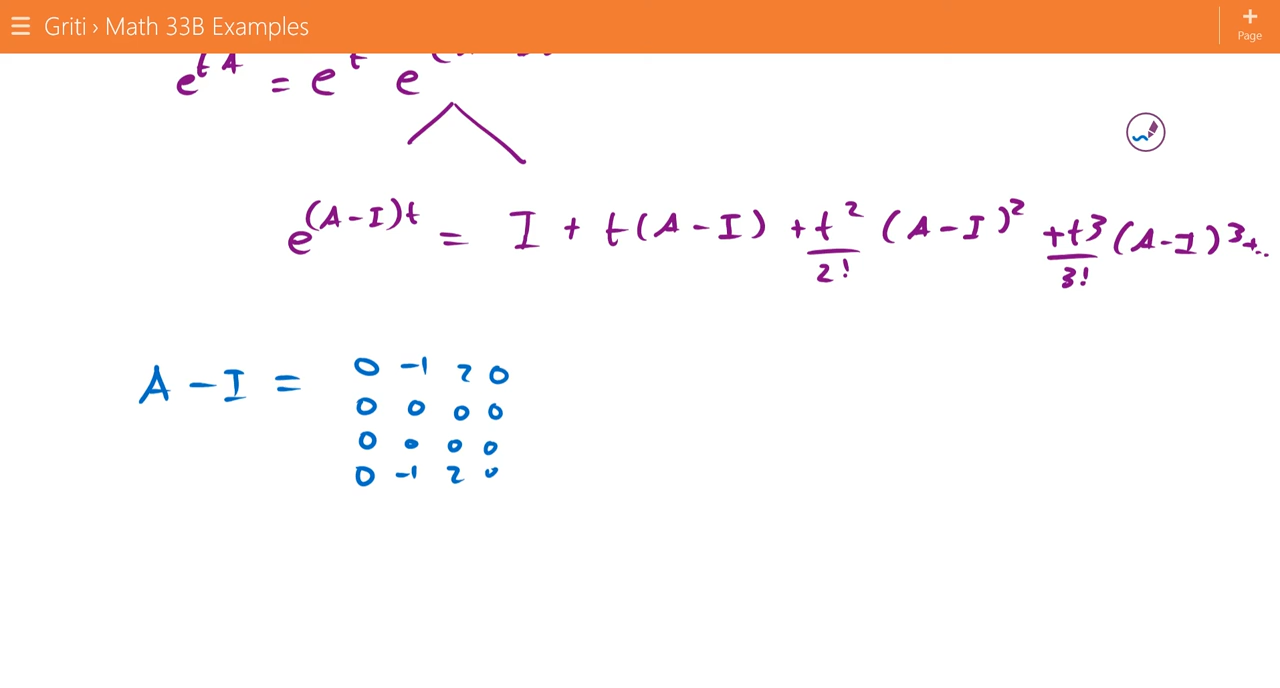 Griti › Math 33B Examples
+
Page
e^{tA} = e^t e^(
e^{(A-I)t} = I + t(A-I) + t^2/2! (A-I)^2 + t^3/3! (A-I)^3+..
A - I =
0 -1 2 0
0 0 0 0
0 0 0 0
0 -1 2 0